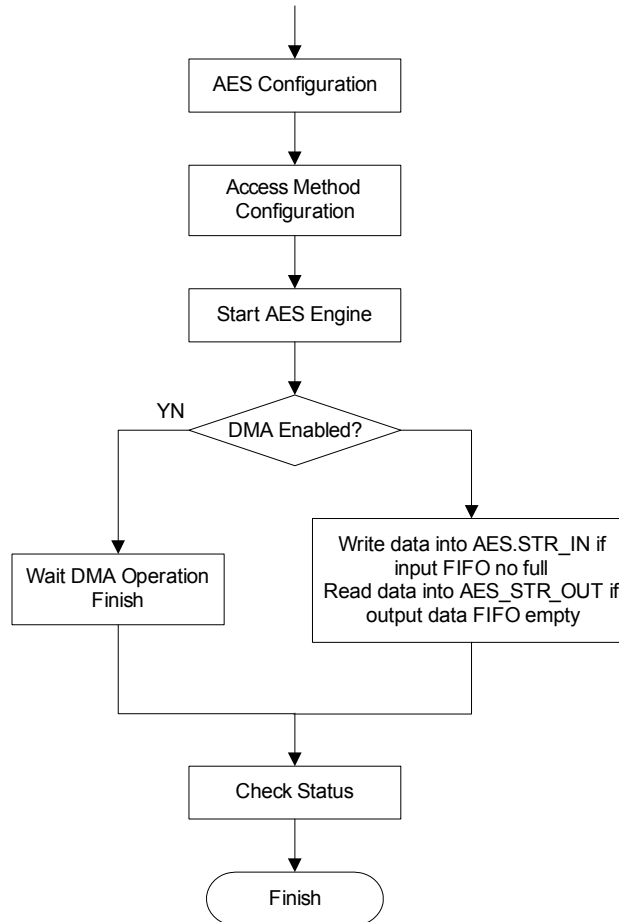 AES Configuration
Access Method
Configuration
Start AES Engine
YN
DMA Enabled?
Wait DMA Operation
Finish
Write data into AES.STR_IN if
input FIFO no full
Read data into AES_STR_OUT if
output data FIFO empty
Check Status
Finish